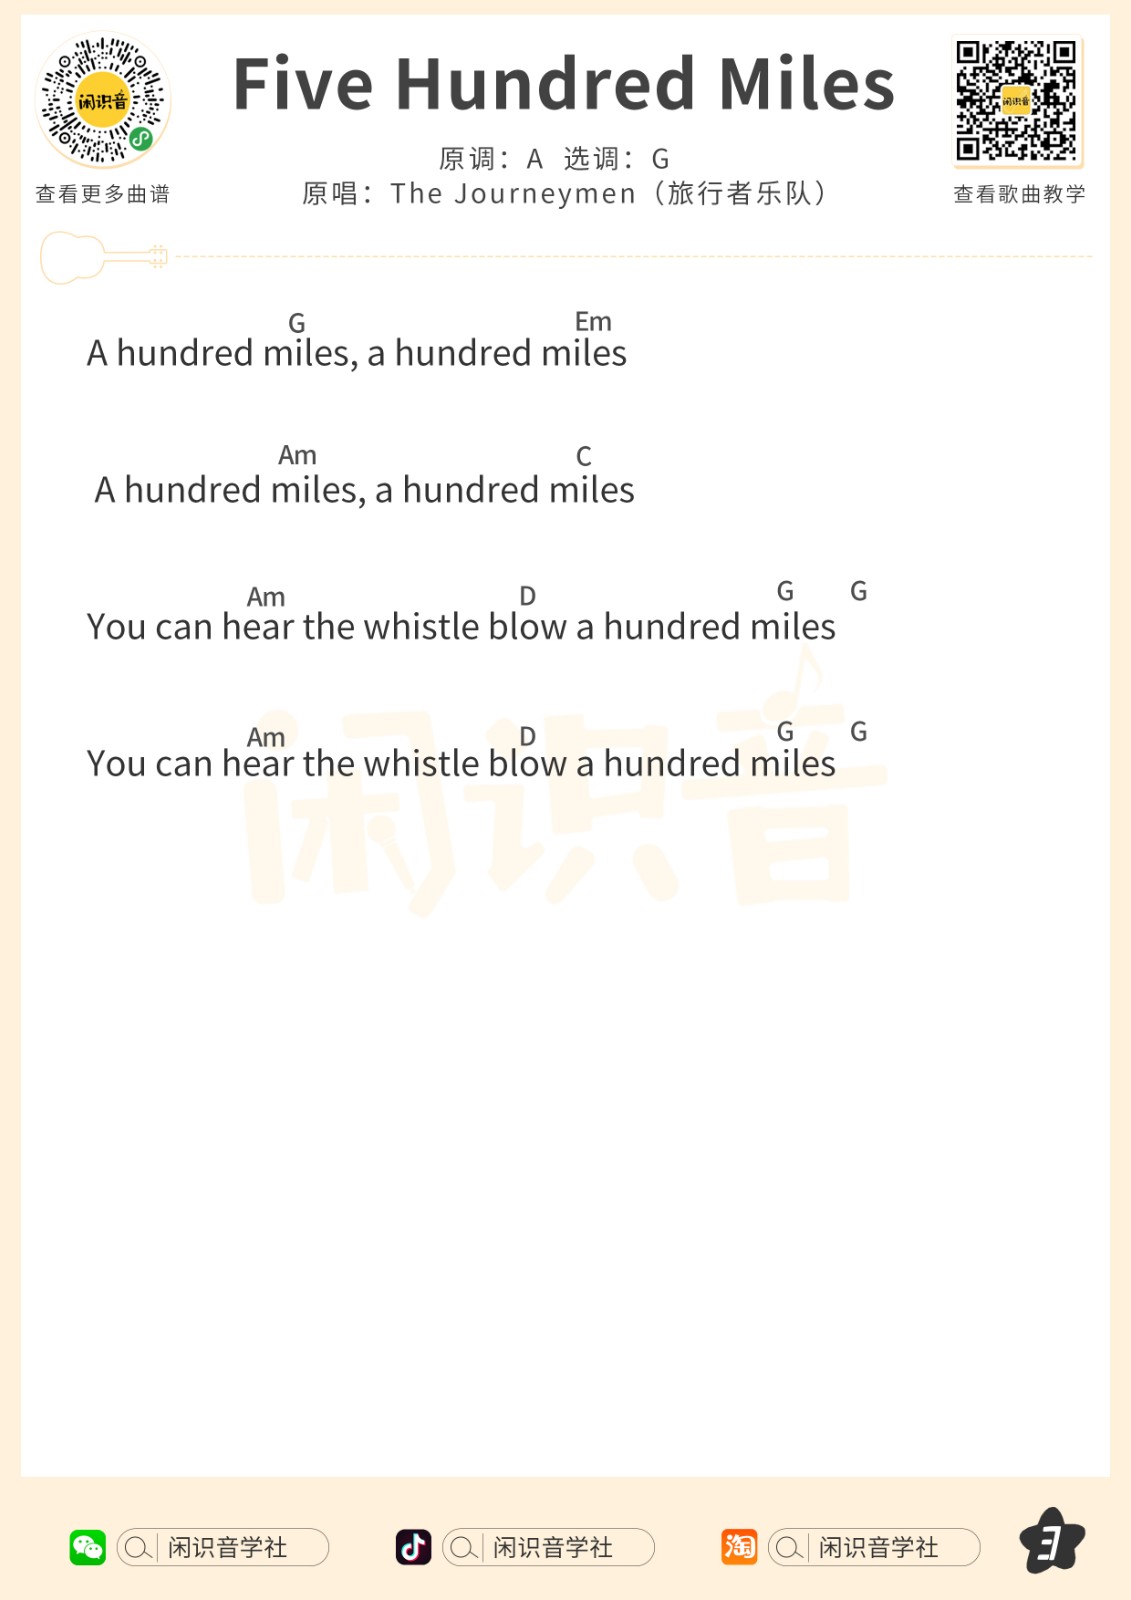 Five Hundred Miles
原调：A 选调：G
原唱：The Journeymen（旅行者乐队）
闲识音
查看更多曲谱
闲识音
查看歌曲教学
G Em
A hundred miles, a hundred miles
Am C
A hundred miles, a hundred miles
Am D G G
You can hear the whistle blow a hundred miles
Am D G G
You can hear the whistle blow a hundred miles
闲识音
闲识音学社
闲识音学社
淘 闲识音学社
3